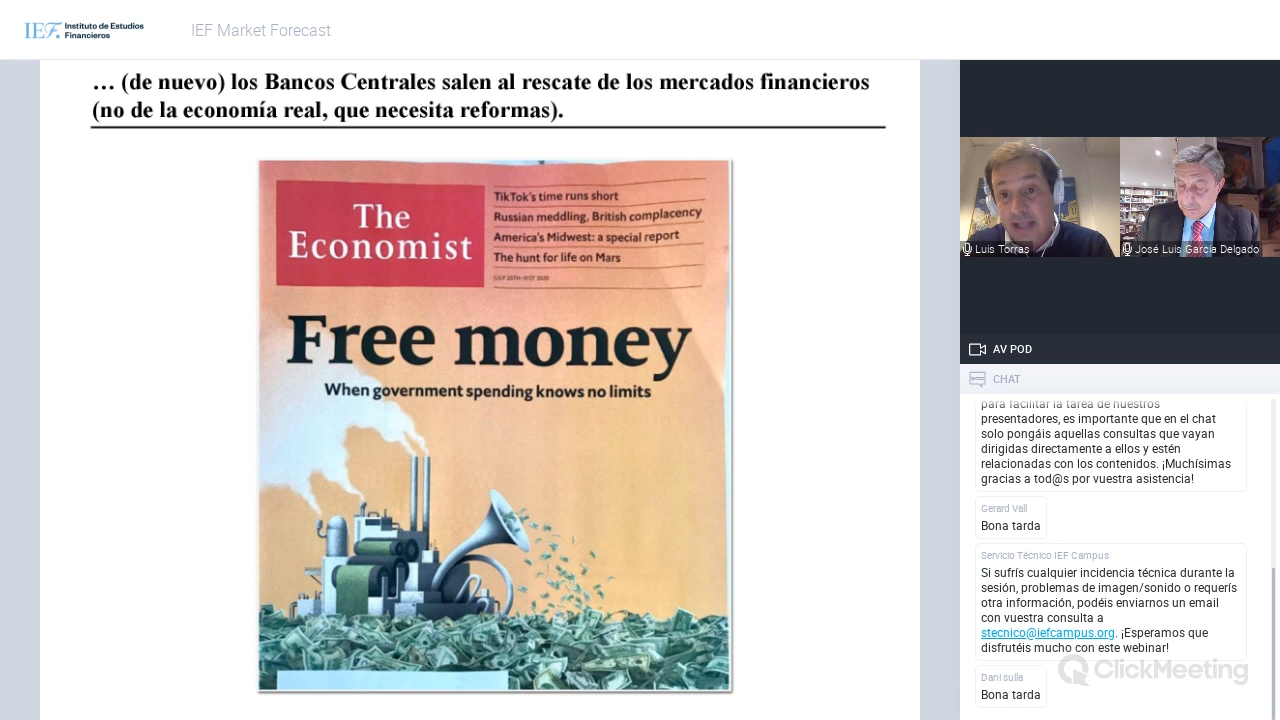 IEF. Instituto de Estudios
Financieros
IEF Market Forecast
… (de nuevo) los Bancos Centrales salen al rescate de los mercados financieros
(no de la economía real, que necesita reformas).
The
Economist
TikTok's time runs short
Russian meddling, British complacency
America's Midwest: a special report
The hunt for life on Mars
JULY 25TH–31ST 2020
Free money
When government spending knows no limits
Luis Torras
José Luis García Delgado
AV POD
CHAT
para facilitar la tarea de nuestros
presentadores, es importante que en el chat
solo pongáis aquellas consultas que vayan
dirigidas directamente a ellos y estén
relacionadas con los contenidos. ¡Muchísimas
gracias a tod@s por vuestra asistencia!
Gerard Vall
Bona tarda
Servicio Técnico IEF Campus
Si sufrís cualquier incidencia técnica durante la
sesión, problemas de imagen/sonido o requerís
otra información, podéis enviarnos un email
con vuestra consulta a
stecnico@iefcampus.org. ¡Esperamos que
disfrutéis mucho con este webinar!
Dani sulla
Bona tarda
ClickMeeting